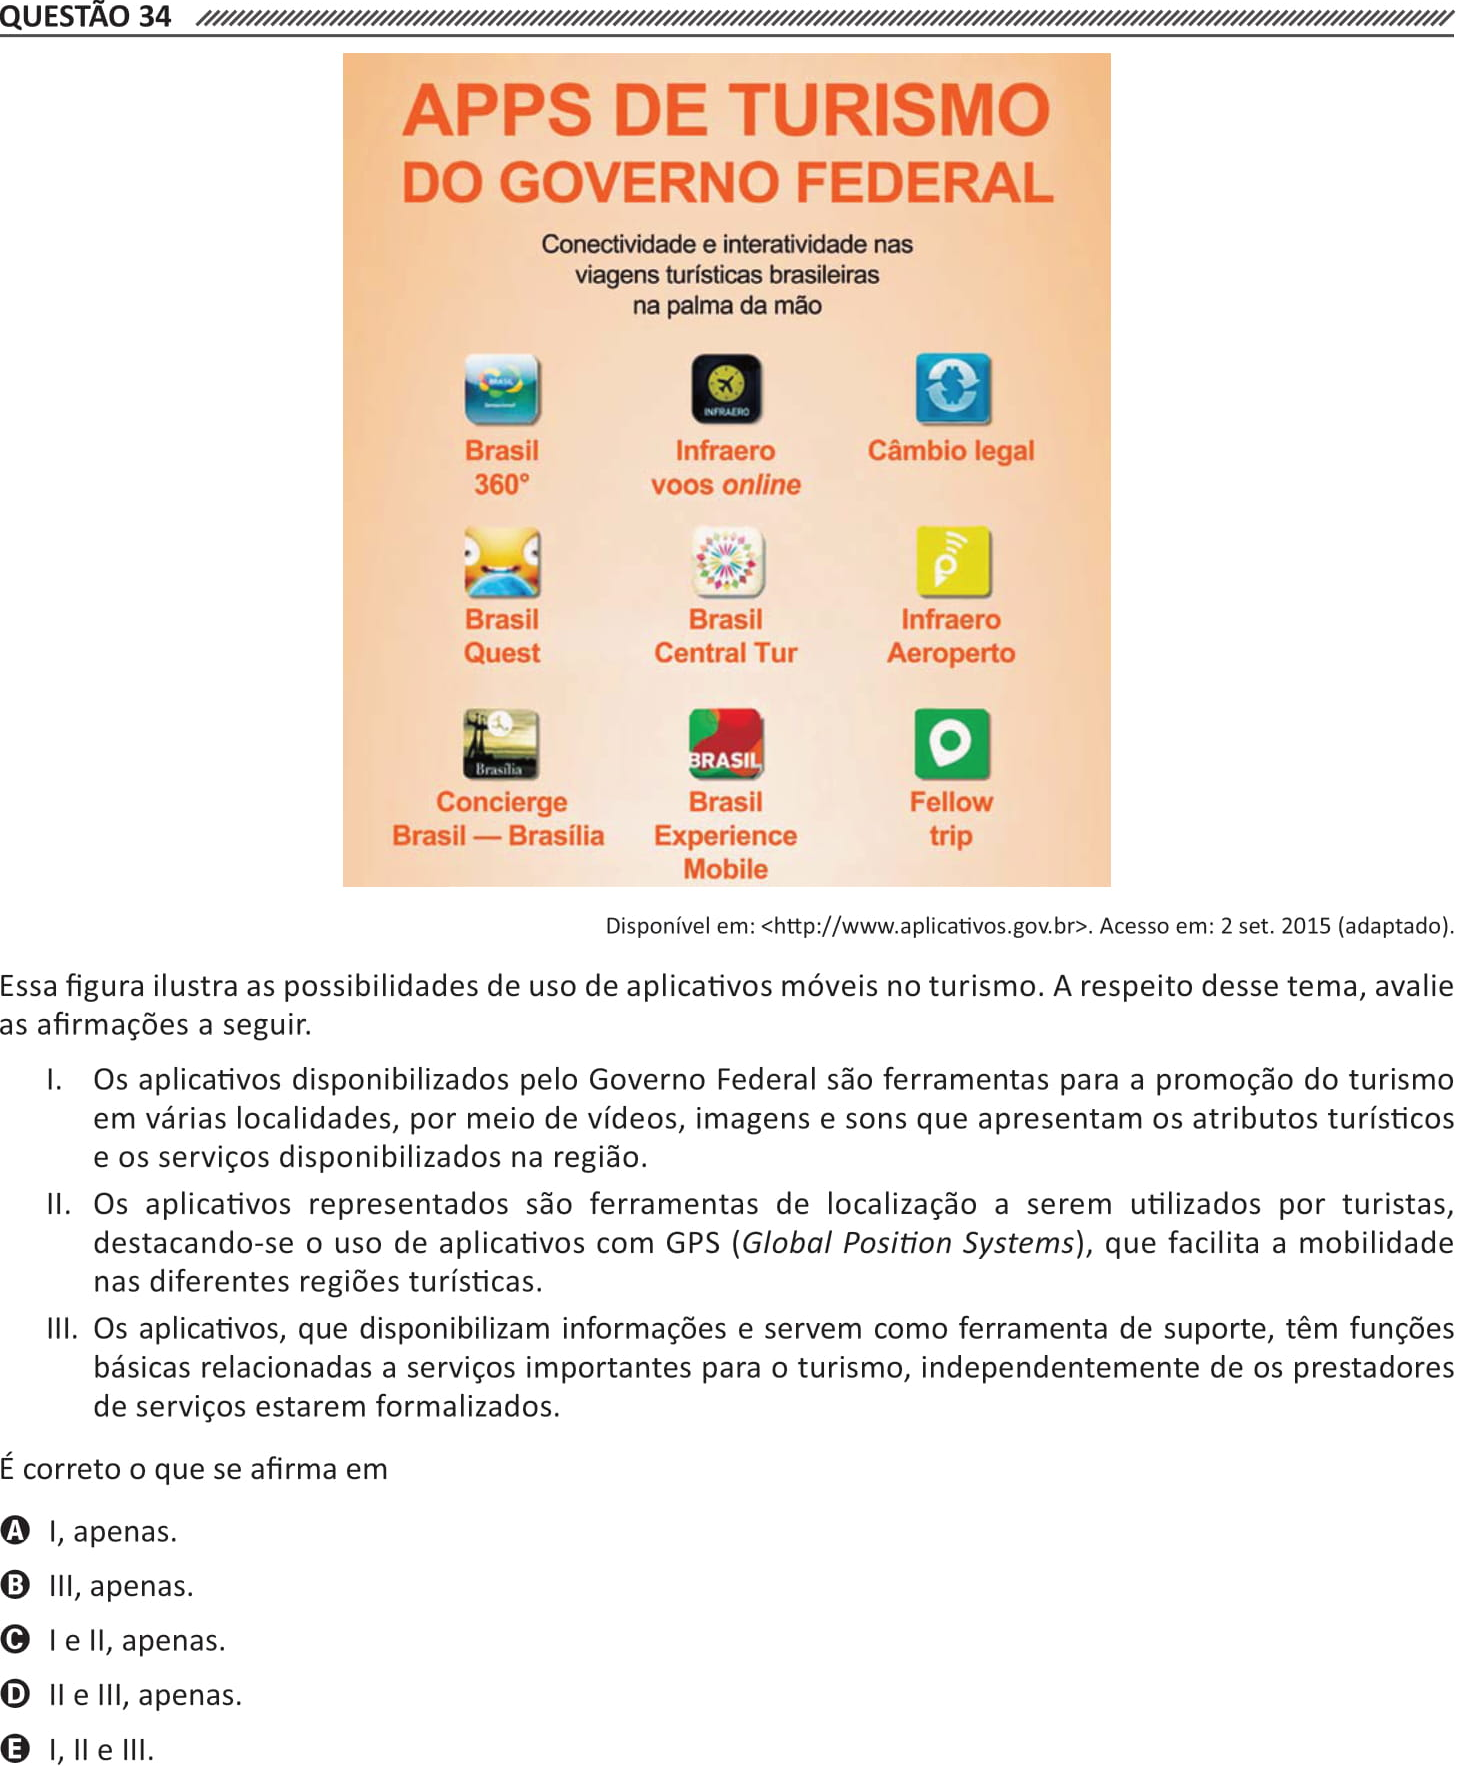 QUESTÃO 34
APPS DE TURISMO
DO GOVERNO FEDERAL
Conectividade e interatividade nas
viagens turísticas brasileiras
na palma da mão
BRASIL
Sensacional!
INFRAERO
Brasil
360°
Infraero
voos online
Câmbio legal
Brasil
Quest
Brasil
Central Tur
Infraero
Aeroperto
Brasília
BRASIL
Concierge
Brasil — Brasília
Brasil
Experience
Mobile
Fellow
trip
Disponível em: <http://www.aplicativos.gov.br>. Acesso em: 2 set. 2015 (adaptado).
Essa figura ilustra as possibilidades de uso de aplicativos móveis no turismo. A respeito desse tema, avalie
as afirmações a seguir.
I. Os aplicativos disponibilizados pelo Governo Federal são ferramentas para a promoção do turismo
em várias localidades, por meio de vídeos, imagens e sons que apresentam os atributos turísticos
e os serviços disponibilizados na região.
II. Os aplicativos representados são ferramentas de localização a serem utilizados por turistas,
destacando-se o uso de aplicativos com GPS (Global Position Systems), que facilita a mobilidade
nas diferentes regiões turísticas.
III. Os aplicativos, que disponibilizam informações e servem como ferramenta de suporte, têm funções
básicas relacionadas a serviços importantes para o turismo, independentemente de os prestadores
de serviços estarem formalizados.
É correto o que se afirma em
A I, apenas.
B III, apenas.
C I e II, apenas.
D II e III, apenas.
E I, II e III.